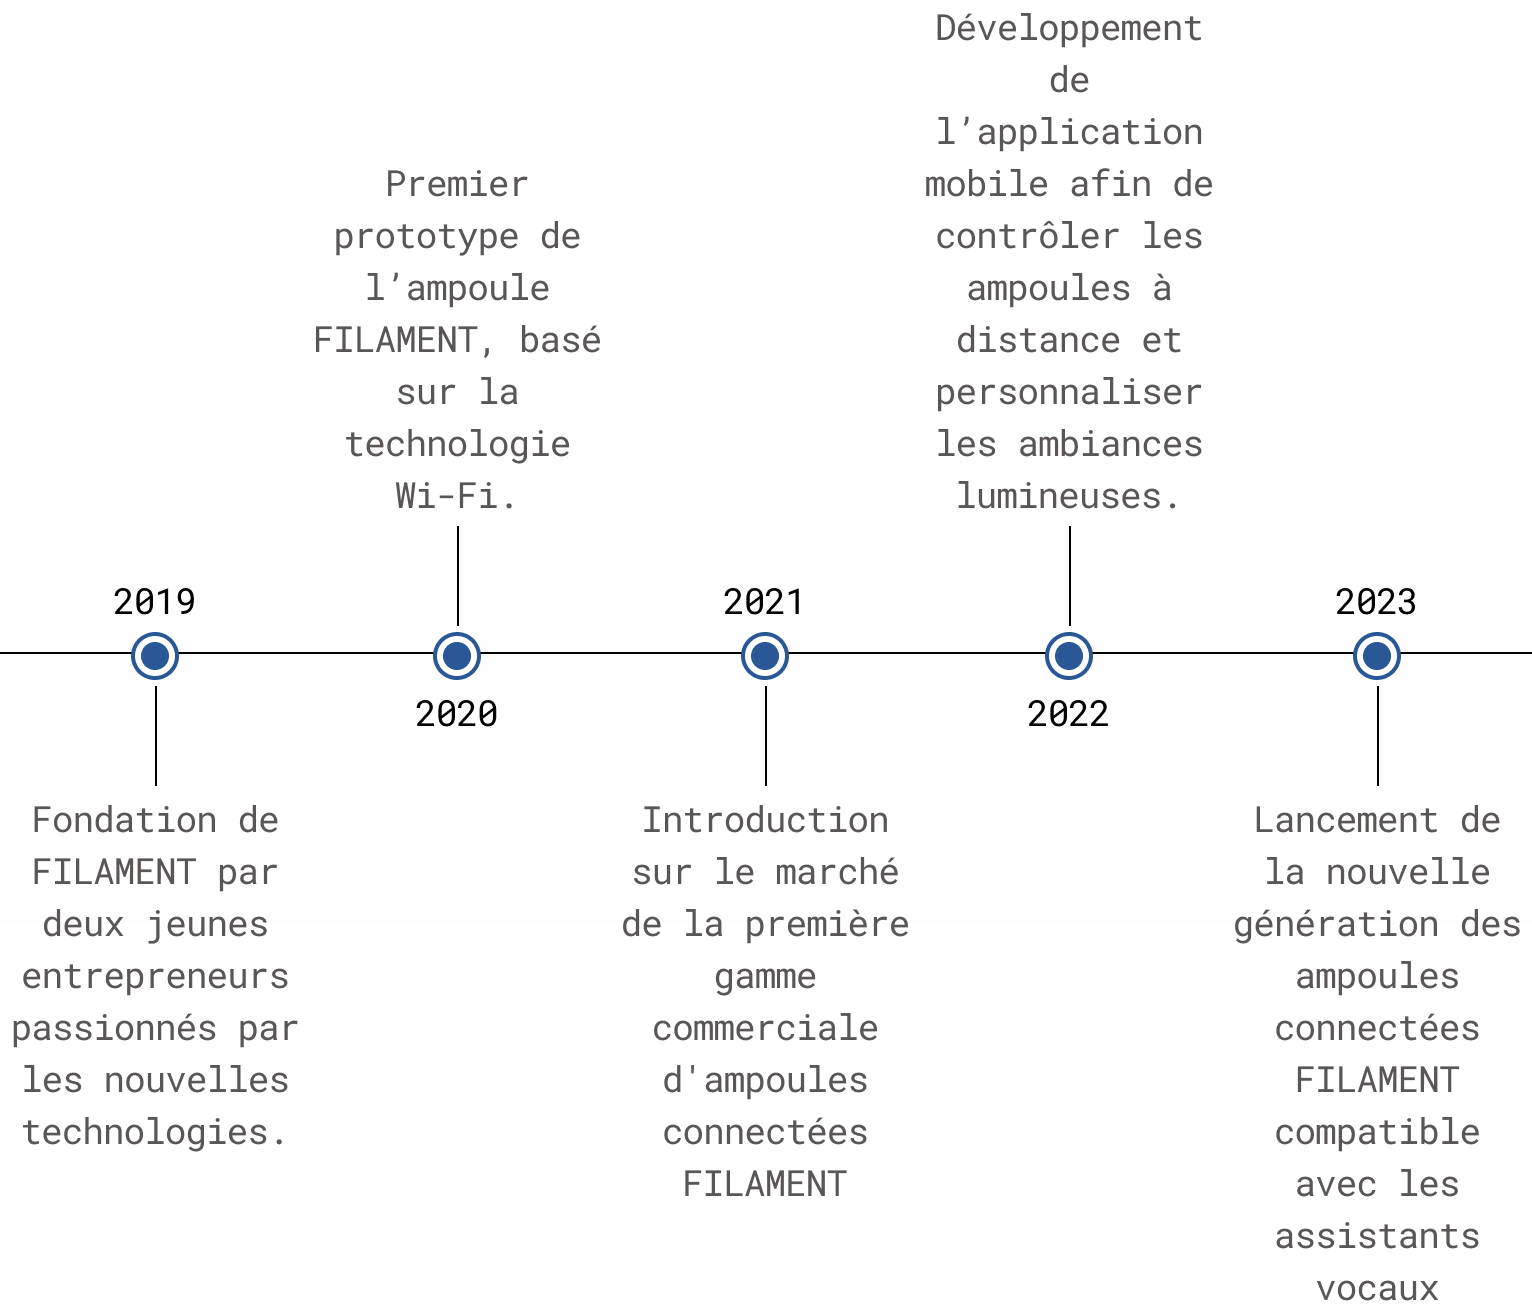 2019
Fondation de
FILAMENT par
deux jeunes
entrepreneurs
passionnés par
les nouvelles
technologies.
Premier
prototype de
l’ampoule
FILAMENT, basé
sur la
technologie
Wi-Fi.
2020
2021
Introduction
sur le marché
de la première
gamme
commerciale
d'ampoules
connectées
FILAMENT
Développement
de
l’application
mobile afin de
contrôler les
ampoules à
distance et
personnaliser
les ambiances
lumineuses.
2022
2023
Lancement de
la nouvelle
génération des
ampoules
connectées
FILAMENT
compatible
avec les
assistants
vocaux